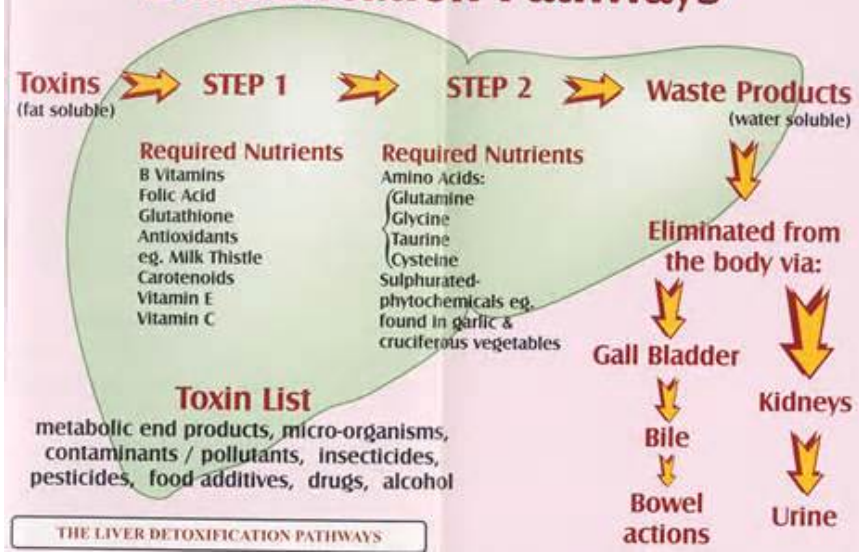 Toxins
(fat soluble)
STEP 1
STEP 2
Waste Products
(water soluble)
Required Nutrients
B Vitamins
Folic Acid
Glutathione
Antioxidants
eg. Milk Thistle
Carotenoids
Vitamin E
Vitamin C
Required Nutrients
Amino Acids:
Glutamine
Glycine
Taurine
Cysteine
Sulphurated-
phytochemicals eg.
found in garlic &
cruciferous vegetables
Eliminated from
the body via:
Gall Bladder
Bile
Bowel
actions
Kidneys
Urine
Toxin List
metabolic end products, micro-organisms,
contaminants / pollutants, insecticides,
pesticides, food additives, drugs, alcohol
THE LIVER DETOXIFICATION PATHWAYS